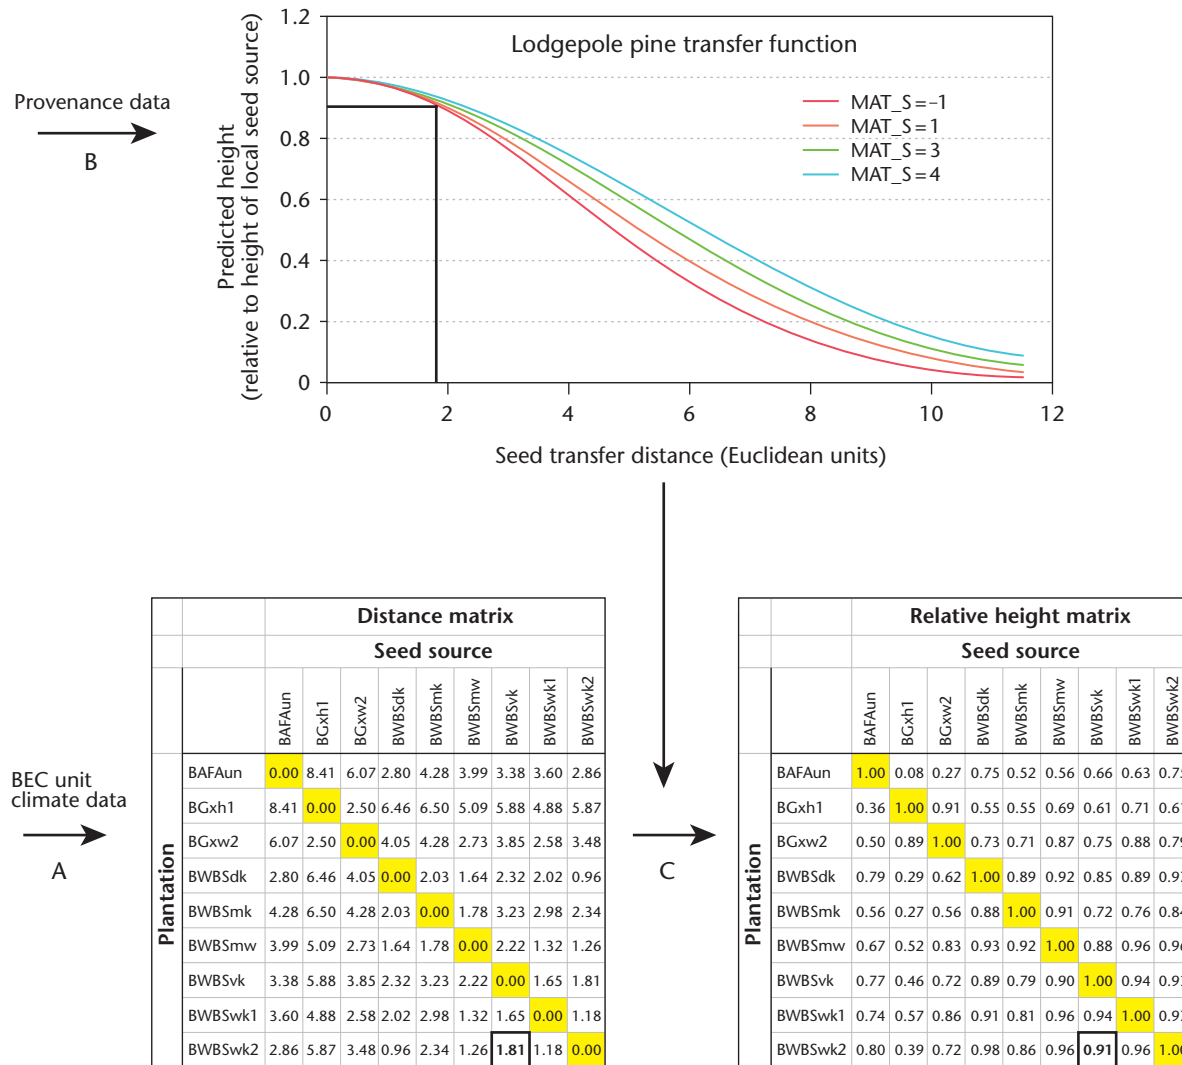 1.2
Lodgepole pine transfer function
1.0
0.8
0.6
0.4
0.2
0
Predicted height
(relative to height of local seed source)
MAT_S=–1
MAT_S=1
MAT_S=3
MAT_S=4
Provenance data
B
0 2 4 6 8 10 12
Seed transfer distance (Euclidean units)
BEC unit
climate data
A
Distance matrix
Seed source
BAFAun BGxh1 BGxw2 BWBSdk BWBSmk BWBSmw BWBSvk BWBSwk1 BWBSwk2
Plantation
BAFAun 0.00 8.41 6.07 2.80 4.28 3.99 3.38 3.60 2.86
BGxh1 8.41 0.00 2.50 6.46 6.50 5.09 5.88 4.88 5.87
BGxw2 6.07 2.50 0.00 4.05 4.28 2.73 3.85 2.58 3.48
BWBSdk 2.80 6.46 4.05 0.00 2.03 1.64 2.32 2.02 0.96
BWBSmk 4.28 6.50 4.28 2.03 0.00 1.78 3.23 2.98 2.34
BWBSmw 3.99 5.09 2.73 1.64 1.78 0.00 2.22 1.32 1.26
BWBSvk 3.38 5.88 3.85 2.32 3.23 2.22 0.00 1.65 1.81
BWBSwk1 3.60 4.88 2.58 2.02 2.98 1.32 1.65 0.00 1.18
BWBSwk2 2.86 5.87 3.48 0.96 2.34 1.26 1.81 1.18 0.00
C
Relative height matrix
Seed source
BAFAun BGxh1 BGxw2 BWBSdk BWBSmk BWBSmw BWBSvk BWBSwk1 BWBSwk2
Plantation
BAFAun 1.00 0.08 0.27 0.75 0.52 0.56 0.66 0.63
BGxh1 0.36 1.00 0.91 0.55 0.55 0.69 0.61 0.71
BGxw2 0.50 0.89 1.00 0.73 0.71 0.87 0.75 0.88
BWBSdk 0.79 0.29 0.62 1.00 0.89 0.92 0.85 0.89
BWBSmk 0.56 0.27 0.56 0.88 1.00 0.91 0.72 0.76
BWBSmw 0.67 0.52 0.83 0.93 0.92 1.00 0.88 0.96
BWBSvk 0.77 0.46 0.72 0.89 0.79 0.90 1.00 0.94
BWBSwk1 0.74 0.57 0.86 0.91 0.81 0.96 0.94 1.00
BWBSwk2 0.80 0.39 0.72 0.98 0.86 0.96 0.91 0.96